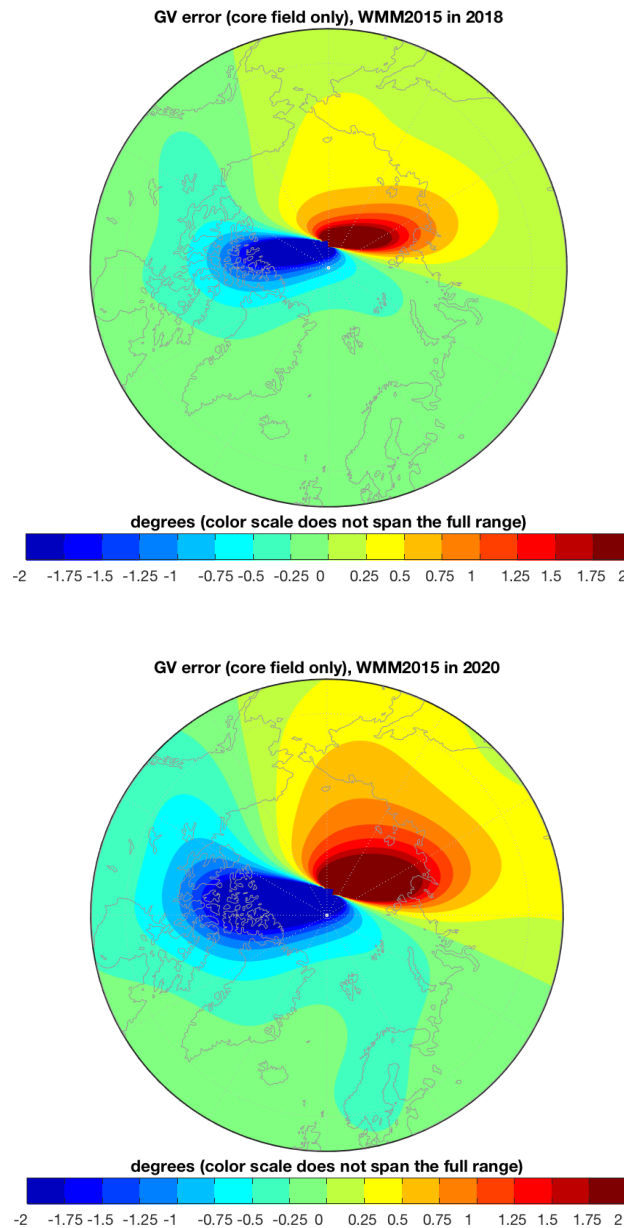 GV error (core field only), WMM2015 in 2018
degrees (color scale does not span the full range)
-2 -1.75 -1.5 -1.25 -1 -0.75 -0.5 -0.25 0 0.25 0.5 0.75 1 1.25 1.5 1.75 2
GV error (core field only), WMM2015 in 2020
degrees (color scale does not span the full range)
-2 -1.75 -1.5 -1.25 -1 -0.75 -0.5 -0.25 0 0.25 0.5 0.75 1 1.25 1.5 1.75 2